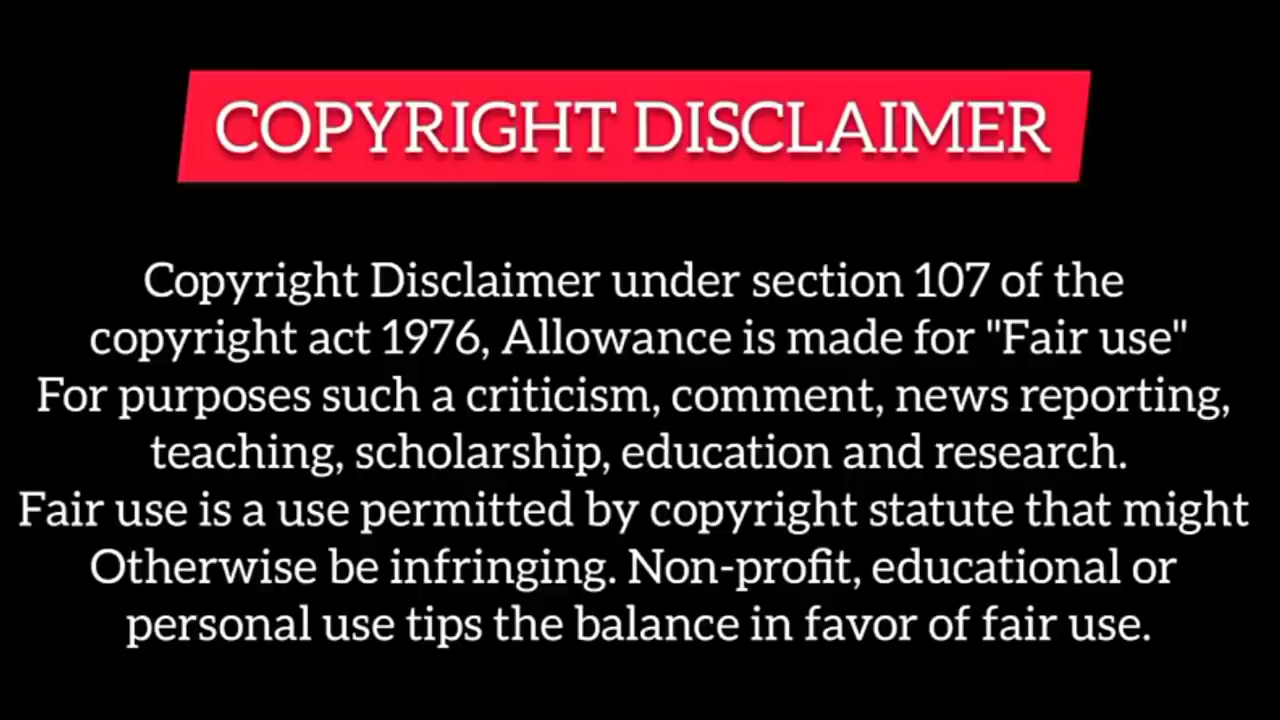 COPYRIGHT DISCLAIMER
Copyright Disclaimer under section 107 of the
copyright act 1976, Allowance is made for "Fair use"
For purposes such a criticism, comment, news reporting,
teaching, scholarship, education and research.
Fair use is a use permitted by copyright statute that might
Otherwise be infringing. Non-profit, educational or
personal use tips the balance in favor of fair use.